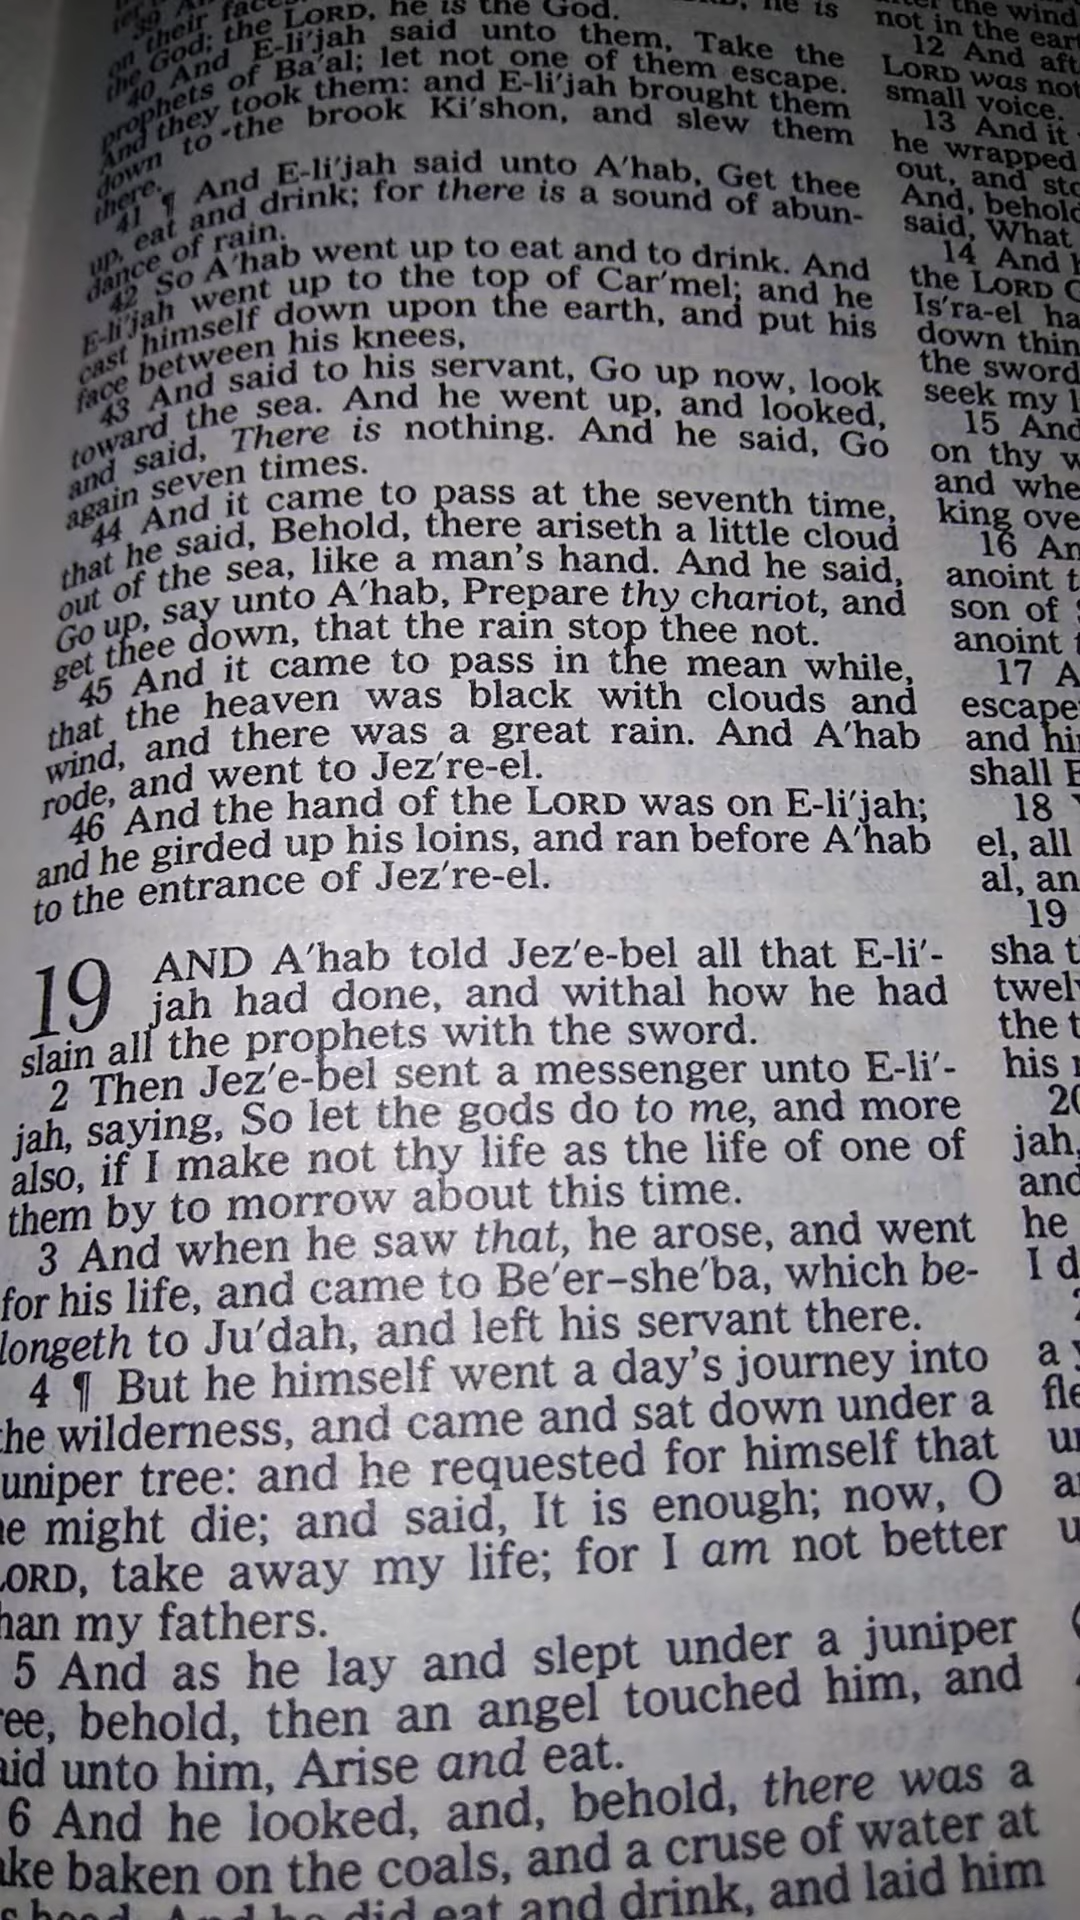 on their
the God; the LORD, he is the God.
40 And E-li′jah said unto them, Take the
prophets of Ba′al; let not one of them escape.
And they took them: and E-li′jah brought them
down to the brook Ki′shon, and slew them
there.
41 ¶ And E-li′jah said unto A′hab, Get thee
up, eat and drink; for there is a sound of abun-
dance of rain.
42 So A′hab went up to eat and to drink. And
E-li′jah went up to the top of Car′mel; and he
cast himself down upon the earth, and put his
face between his knees,
43 And said to his servant, Go up now, look
toward the sea. And he went up, and looked,
and said, There is nothing. And he said, Go
again seven times.
44 And it came to pass at the seventh time,
that he said, Behold, there ariseth a little cloud
out of the sea, like a man's hand. And he said,
Go up, say unto A′hab, Prepare thy chariot, and
get thee down, that the rain stop thee not.
45 And it came to pass in the mean while,
that the heaven was black with clouds and
wind, and there was a great rain. And A′hab
rode, and went to Jez′re-el.
46 And the hand of the LORD was on E-li′jah;
and he girded up his loins, and ran before A′hab
to the entrance of Jez′re-el.
19 AND A′hab told Jez′e-bel all that E-li′-
jah had done, and withal how he had
slain all the prophets with the sword.
2 Then Jez′e-bel sent a messenger unto E-li′-
jah, saying, So let the gods do to me, and more
also, if I make not thy life as the life of one of
them by to morrow about this time.
3 And when he saw that, he arose, and went
for his life, and came to Be′er–she′ba, which be-
longeth to Ju′dah, and left his servant there.
4 ¶ But he himself went a day's journey into
he wilderness, and came and sat down under a
uniper tree: and he requested for himself that
e might die; and said, It is enough; now, O
ORD, take away my life; for I am not better
han my fathers.
5 And as he lay and slept under a juniper
ee, behold, then an angel touched him, and
id unto him, Arise and eat.
6 And he looked, and, behold, there was a
ke baken on the coals, and a cruse of water at
did eat and drink, and laid him
he is
the wind
not in the ear
12 And aft
LORD was not
small voice.
13 And it
he wrapped
out, and sto
And, behold
said, What
14 And
the LORD
Is′ra-el ha
down thin
the sword
seek my
15 And
on thy
and whe
king ove
16 An
anoint t
son of
anoint
17 A
escape
and hi
shall
18
el, all
al, an
19
sha t
twel
the t
his
20
jah,
and
he
I d
a
fle
u
a
u